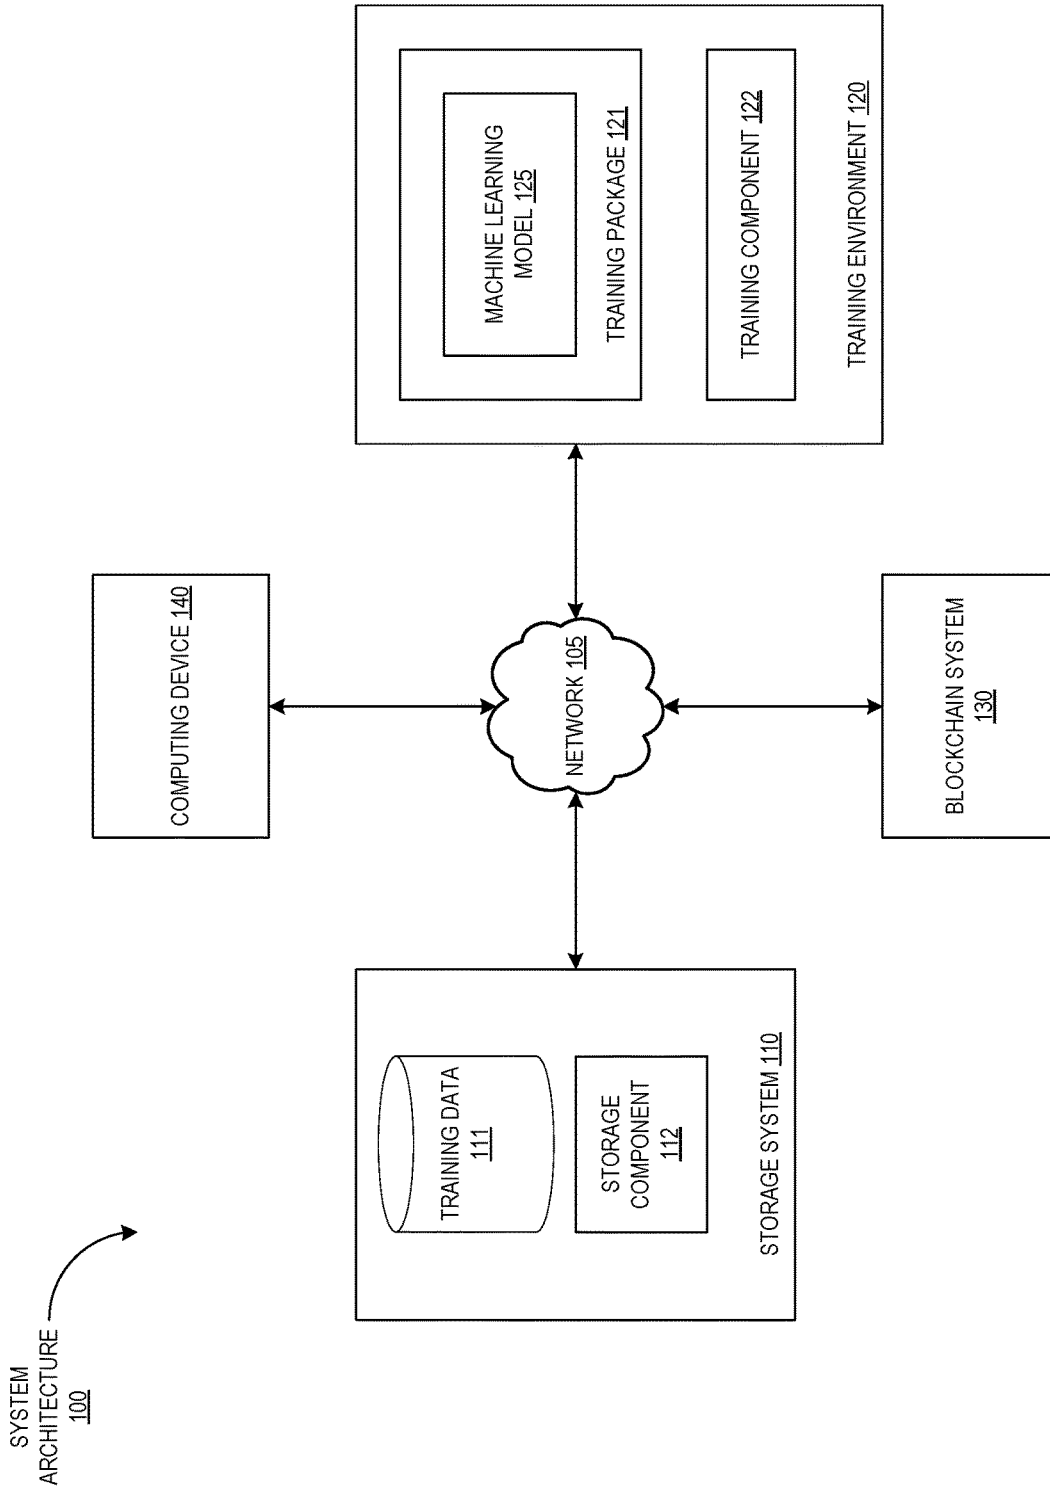 SYSTEM
ARCHITECTURE
100
COMPUTING DEVICE 140
TRAINING DATA
111
STORAGE
COMPONENT
112
STORAGE SYSTEM 110
NETWORK 105
MACHINE LEARNING
MODEL 125
TRAINING PACKAGE 121
TRAINING COMPONENT 122
TRAINING ENVIRONMENT 120
BLOCKCHAIN SYSTEM
130